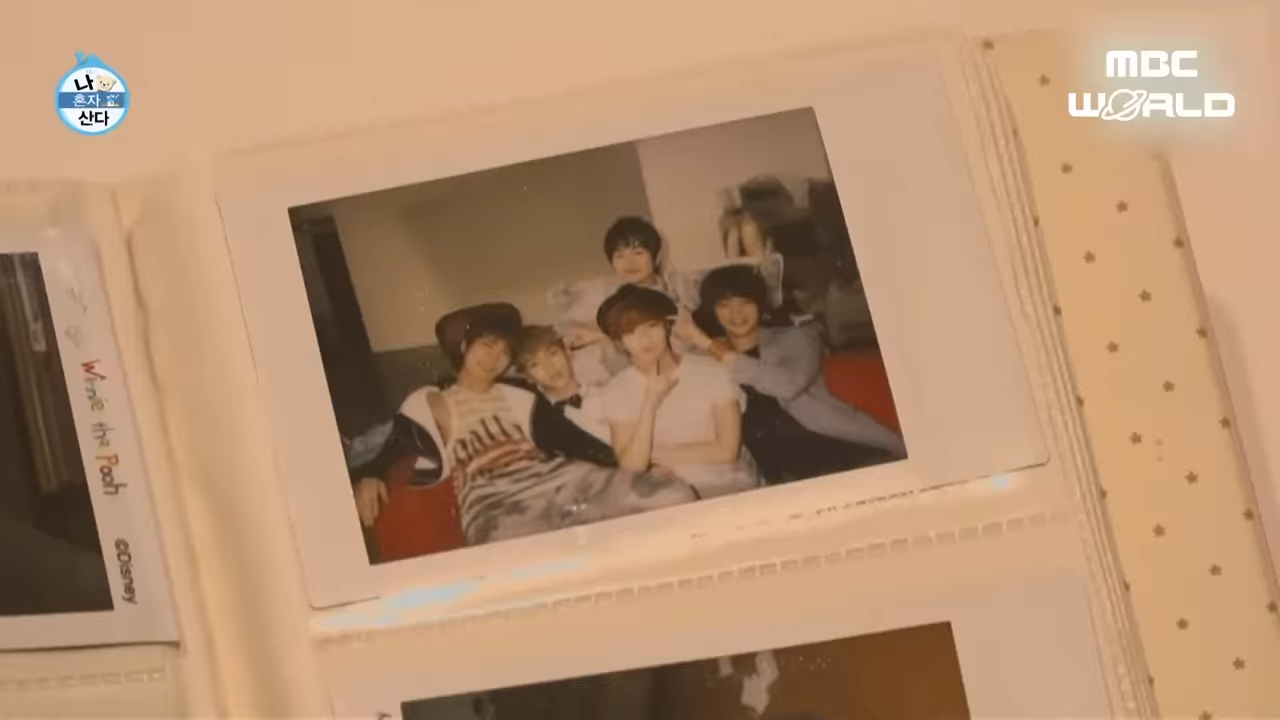 나
혼자
산다
MBC
WORLD
Winnie the Pooh
©Disney